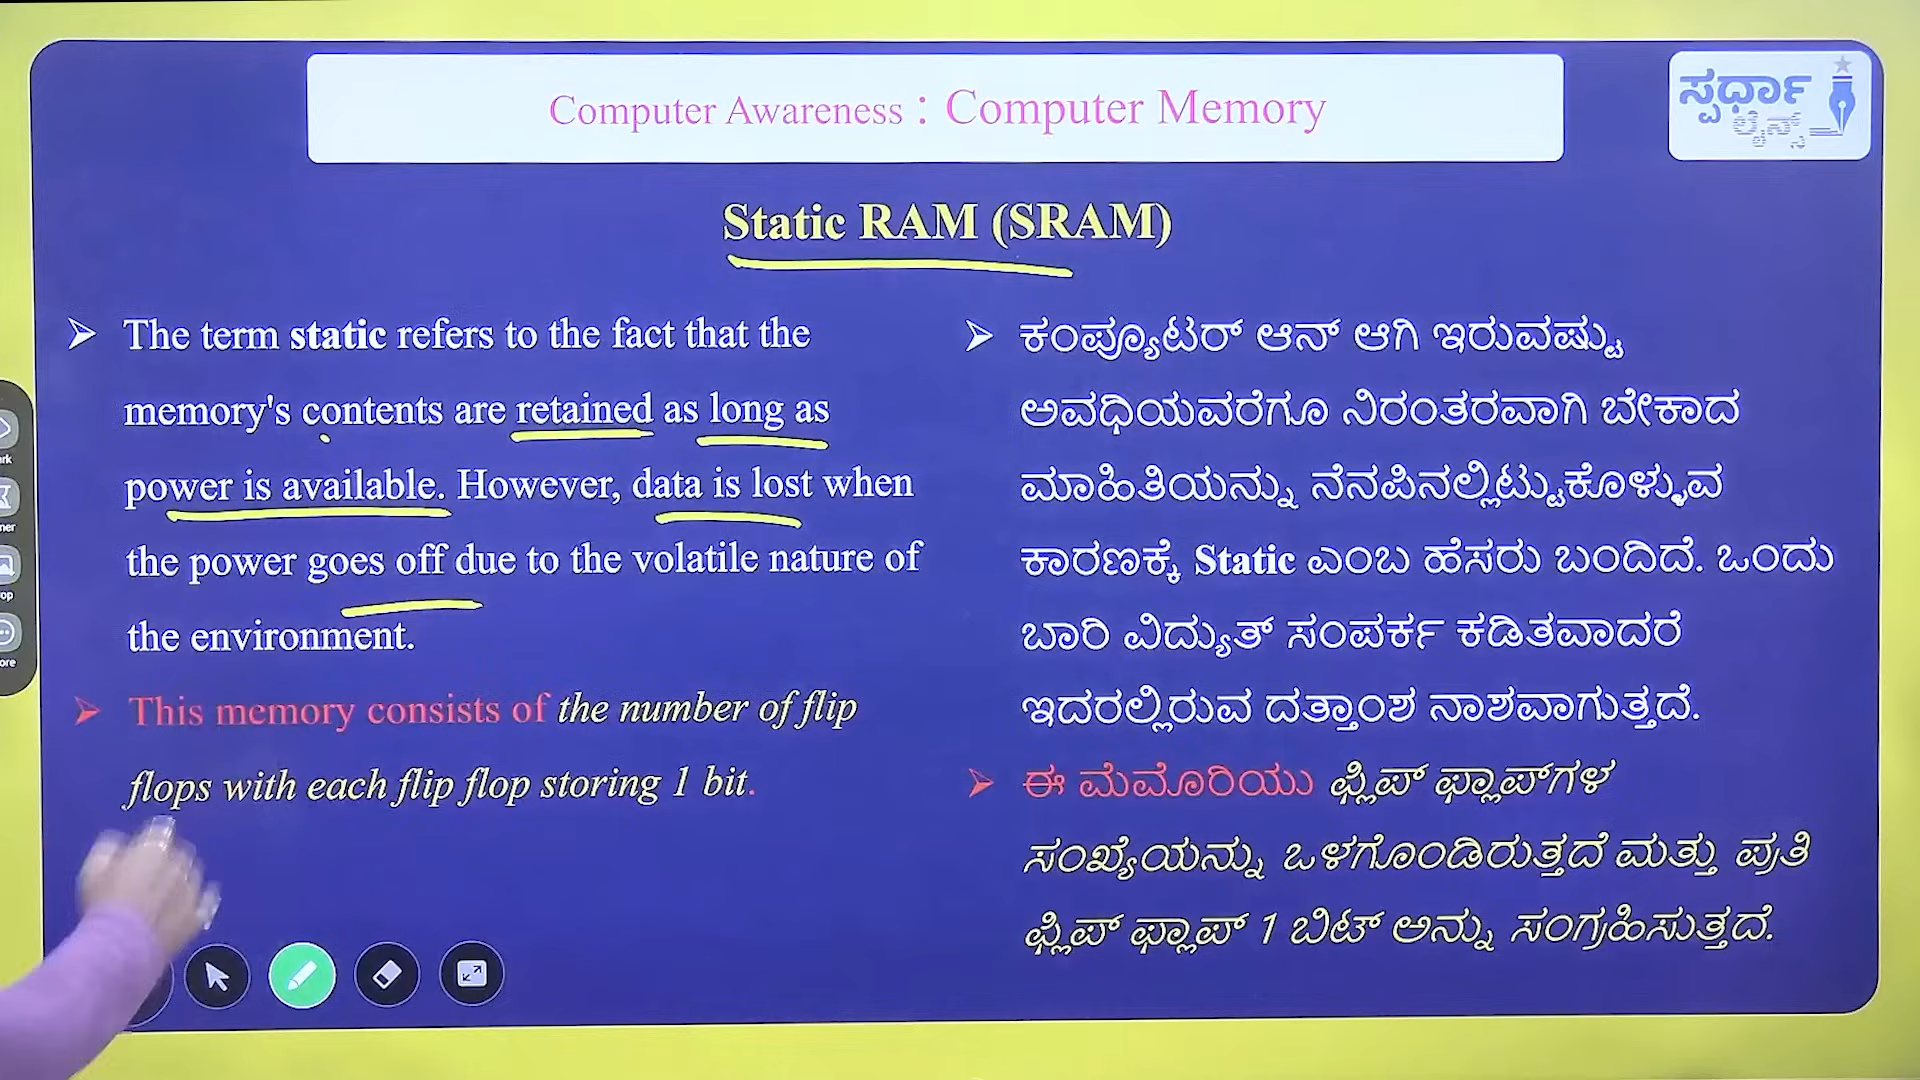 Computer Awareness : Computer Memory
ಸ್ಪರ್ಧಾ
Static RAM (SRAM)
The term static refers to the fact that the
memory's contents are retained as long as
power is available. However, data is lost when
the power goes off due to the volatile nature of
the environment.
This memory consists of the number of flip
flops with each flip flop storing 1 bit.
ಕಂಪ್ಯೂಟರ್ ಆನ್ ಆಗಿ ಇರುವಷ್ಟು
ಅವಧಿಯವರೆಗೂ ನಿರಂತರವಾಗಿ ಬೇಕಾದ
ಮಾಹಿತಿಯನ್ನು ನೆನಪಿನಲ್ಲಿಟ್ಟುಕೊಳ್ಳುವ
ಕಾರಣಕ್ಕೆ Static ಎಂಬ ಹೆಸರು ಬಂದಿದೆ. ಒಂದು
ಬಾರಿ ವಿದ್ಯುತ್ ಸಂಪರ್ಕ ಕಡಿತವಾದರೆ
ಇದರಲ್ಲಿರುವ ದತ್ತಾಂಶ ನಾಶವಾಗುತ್ತದೆ.
ಈ ಮೆಮೊರಿಯು ಫ್ಲಿಪ್ ಫ್ಲಾಪ್‌ಗಳ
ಸಂಖ್ಯೆಯನ್ನು ಒಳಗೊಂಡಿರುತ್ತದೆ ಮತ್ತು ಪ್ರತಿ
ಫ್ಲಿಪ್ ಫ್ಲಾಪ್ 1 ಬಿಟ್ ಅನ್ನು ಸಂಗ್ರಹಿಸುತ್ತದೆ.